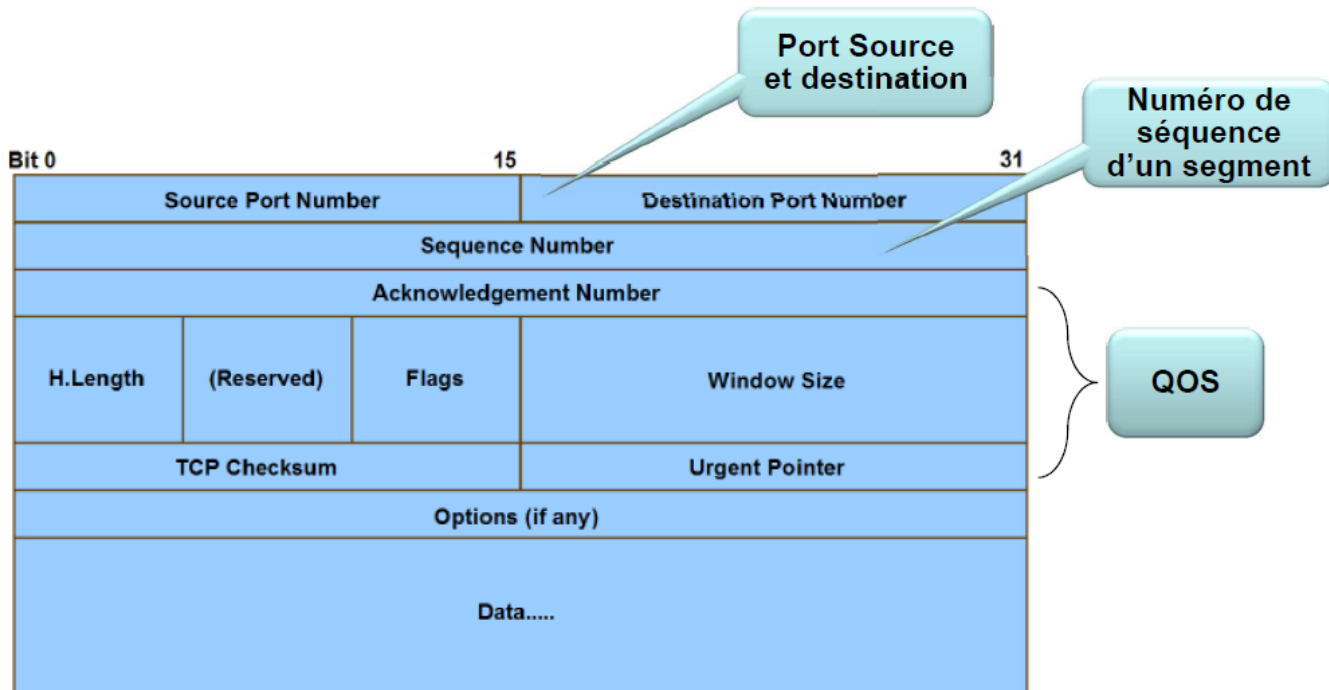 Port Source
et destination
Numéro de
séquence
d'un segment
Bit 0
15
31
Source Port Number
Destination Port Number
Sequence Number
Acknowledgement Number
H.Length
(Reserved)
Flags
Window Size
QOS
TCP Checksum
Urgent Pointer
Options (if any)
Data.....